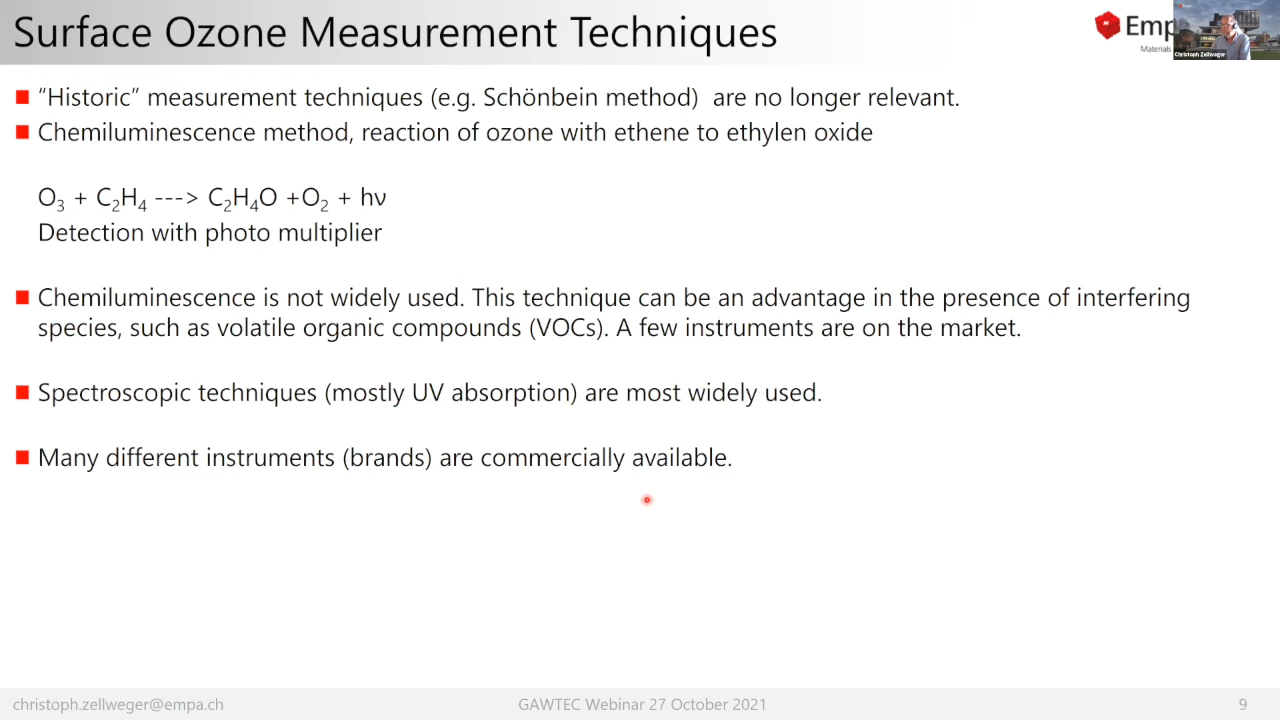 Surface Ozone Measurement Techniques
Emp
Materials
Christoph Zellweger
“Historic” measurement techniques (e.g. Schönbein method) are no longer relevant.
Chemiluminescence method, reaction of ozone with ethene to ethylen oxide
O₃ + C₂H₄ ---> C₂H₄O +O₂ + hν
Detection with photo multiplier
Chemiluminescence is not widely used. This technique can be an advantage in the presence of interfering
species, such as volatile organic compounds (VOCs). A few instruments are on the market.
Spectroscopic techniques (mostly UV absorption) are most widely used.
Many different instruments (brands) are commercially available.
christoph.zellweger@empa.ch
GAWTEC Webinar 27 October 2021
9